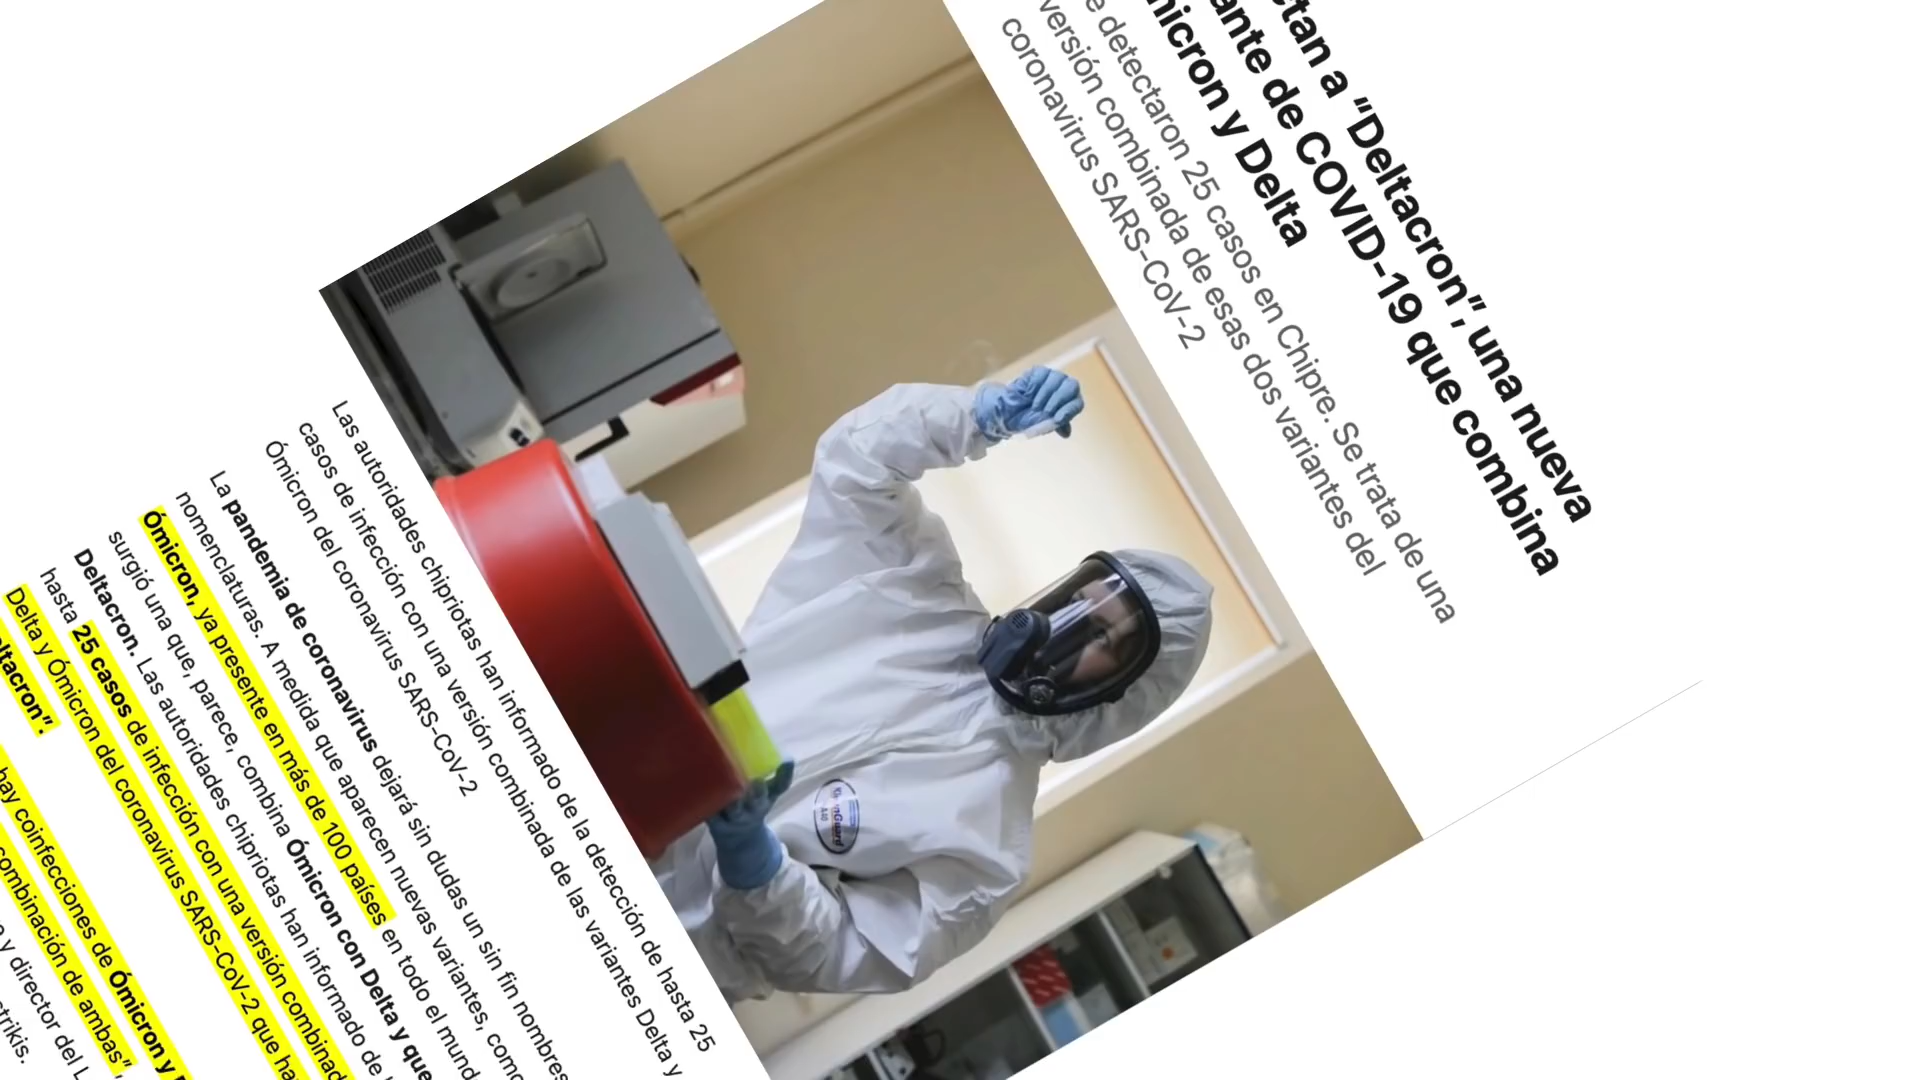 ctan a “Deltacron”, una nueva
ante de COVID-19 que combina
micron y Delta
e detectaron 25 casos en Chipre. Se trata de una
versión combinada de esas dos variantes del
coronavirus SARS-CoV-2
KleenGuard
A40
Las autoridades chipriotas han informado de la detección de hasta 25
casos de infección con una versión combinada de las variantes Delta y
Ómicron del coronavirus SARS-CoV-2
La pandemia de coronavirus dejará sin dudas un sin fin nombres
nomenclaturas. A medida que aparecen nuevas variantes, como
Ómicron, ya presente en más de 100 países en todo el mund
surgió una que, parece, combina Ómicron con Delta y que
Deltacron. Las autoridades chipriotas han informado de
hasta 25 casos de infección con una versión combinad
Delta y Ómicron del coronavirus SARS-CoV-2 que ha
eltacron”.
hay coinfecciones de Ómicron y
combinación de ambas”,
y director del L
strikis.